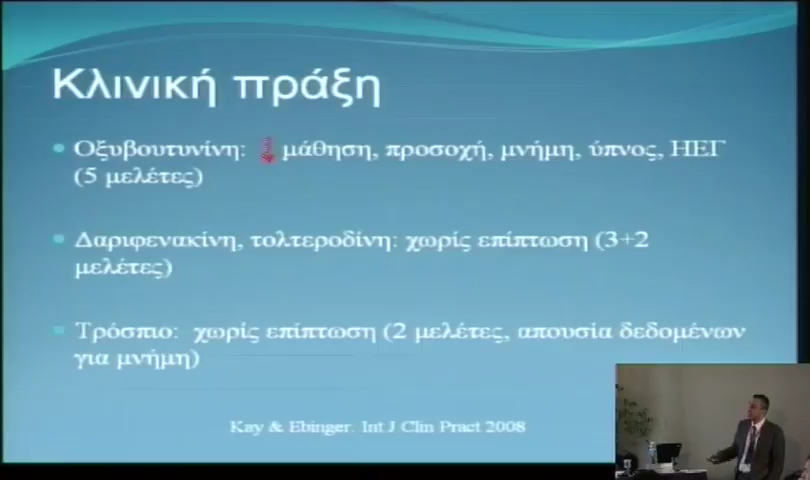 Κλινική πράξη
Οξυβουτυνίνη: μάθηση, προσοχή, μνήμη, ύπνος, ΗΕΓ
(5 μελέτες)
Δαριφενακίνη, τολτεροδίνη: χωρίς επίπτωση (3+2
μελέτες)
Τρόσπιο: χωρίς επίπτωση (2 μελέτες, απουσία δεδομένων
για μνήμη)
Kay & Ebinger. Int J Clin Pract 2008